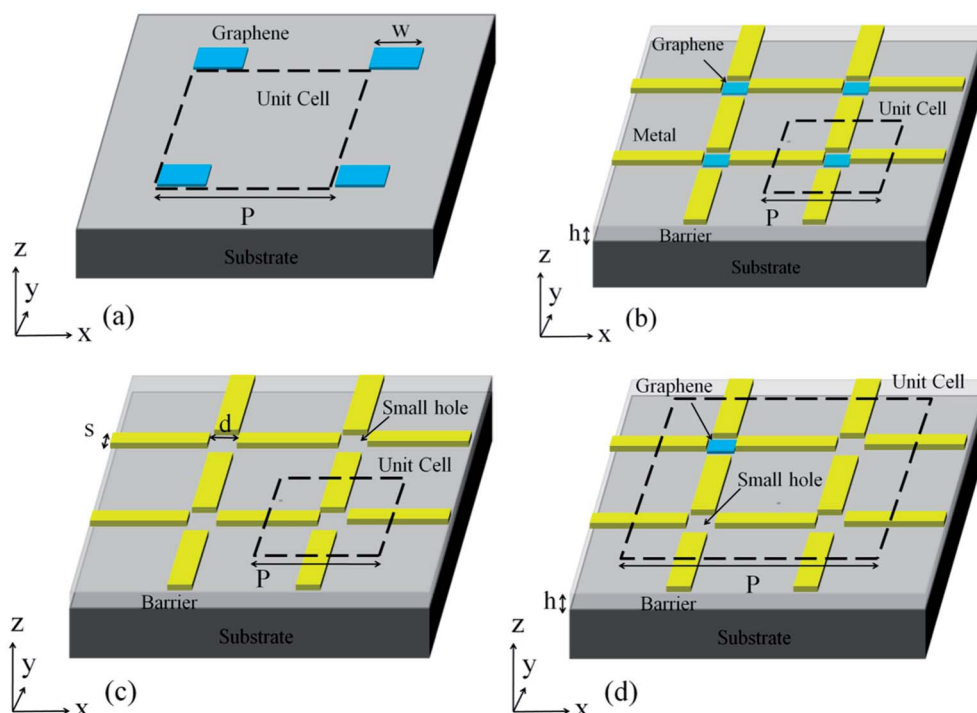 Graphene
W
Unit Cell
P
Substrate
z
y
x
(a)
Graphene
Unit Cell
Metal
P
h
Barrier
Substrate
z
y
x
(b)
s
d
Small hole
Unit Cell
P
Barrier
Substrate
z
y
x
(c)
Graphene
Unit Cell
Small hole
P
h
Barrier
Substrate
z
y
x
(d)